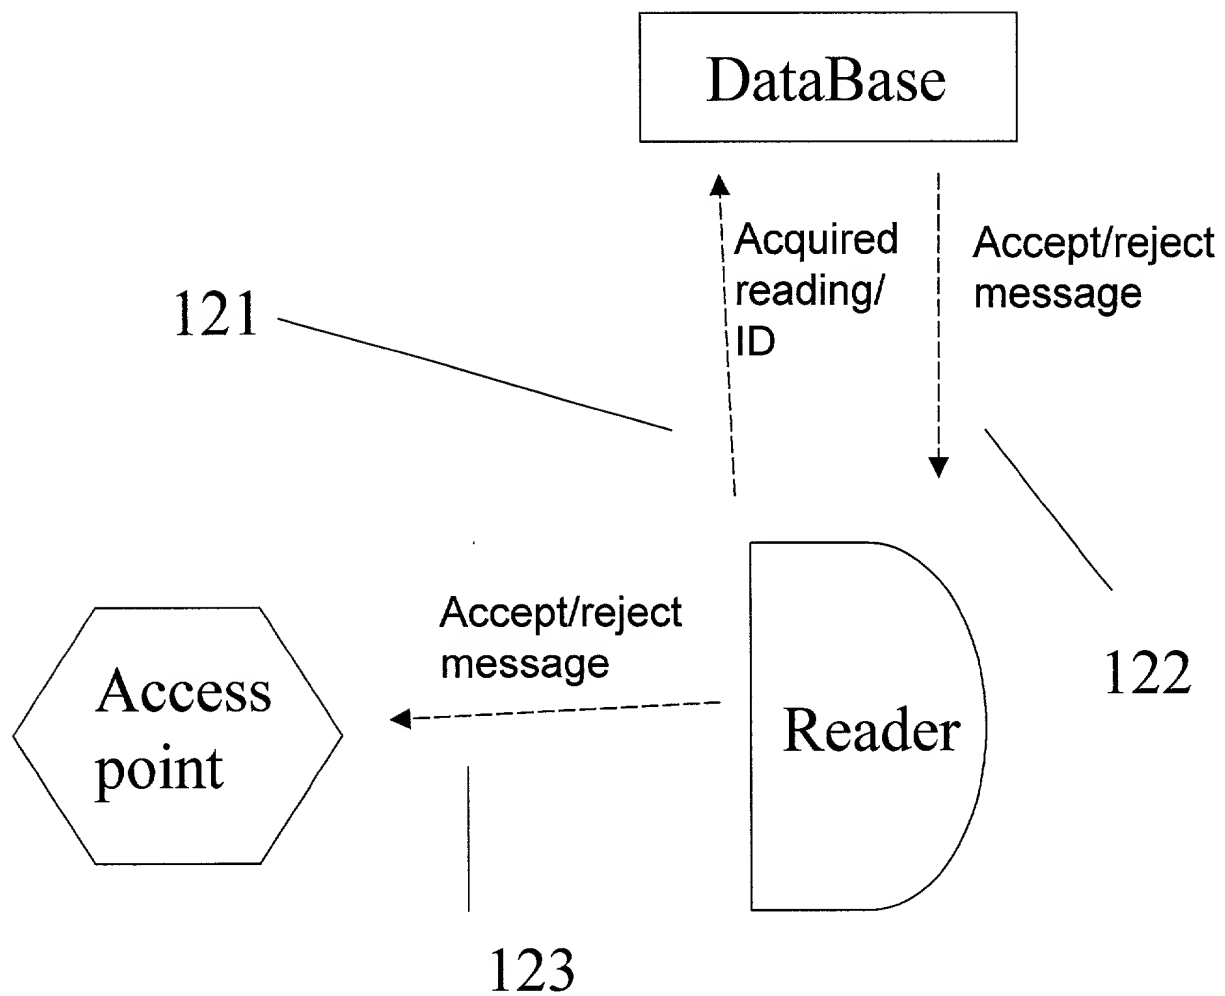 DataBase
Acquired
reading/
ID
Accept/reject
message
121
Accept/reject
message
122
Access
point
Reader
123